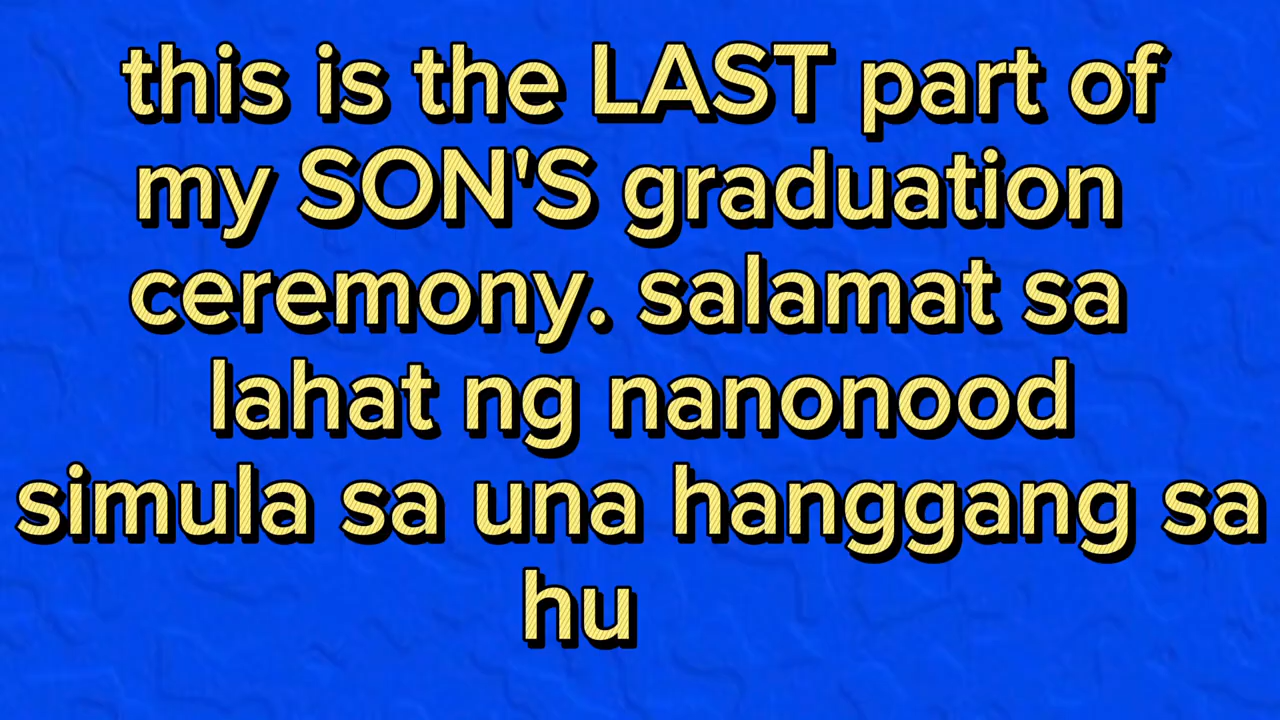 this is the LAST part of
my SON'S graduation
ceremony. salamat sa
lahat ng nanonood
simula sa una hanggang sa
hu